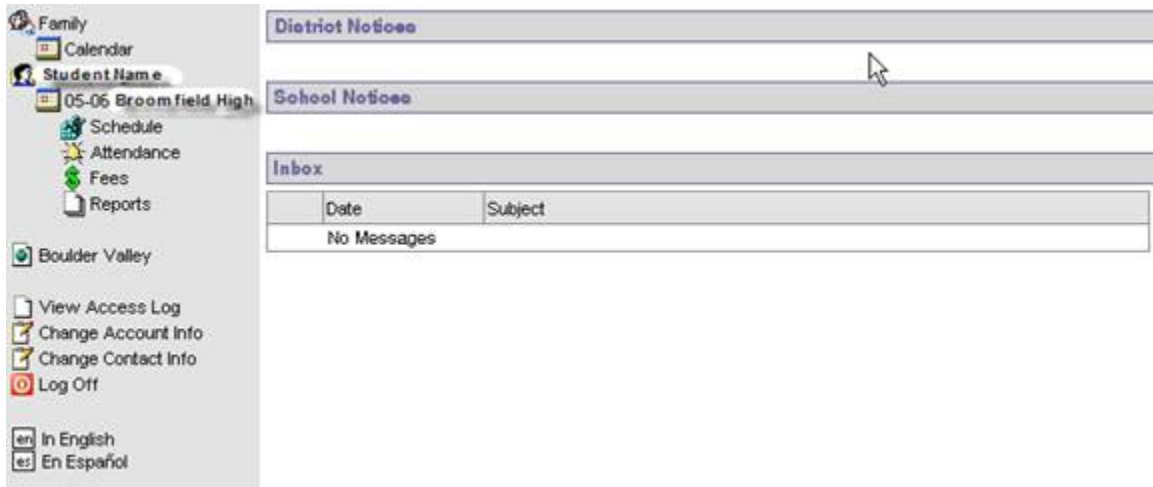 Family
Calendar
Student Name
05-06 Broomfield High
Schedule
Attendance
Fees
Reports
Boulder Valley
View Access Log
Change Account Info
Change Contact Info
Log Off
en In English
es En Español
District Notices
School Notices
Inbox
Date Subject
No Messages